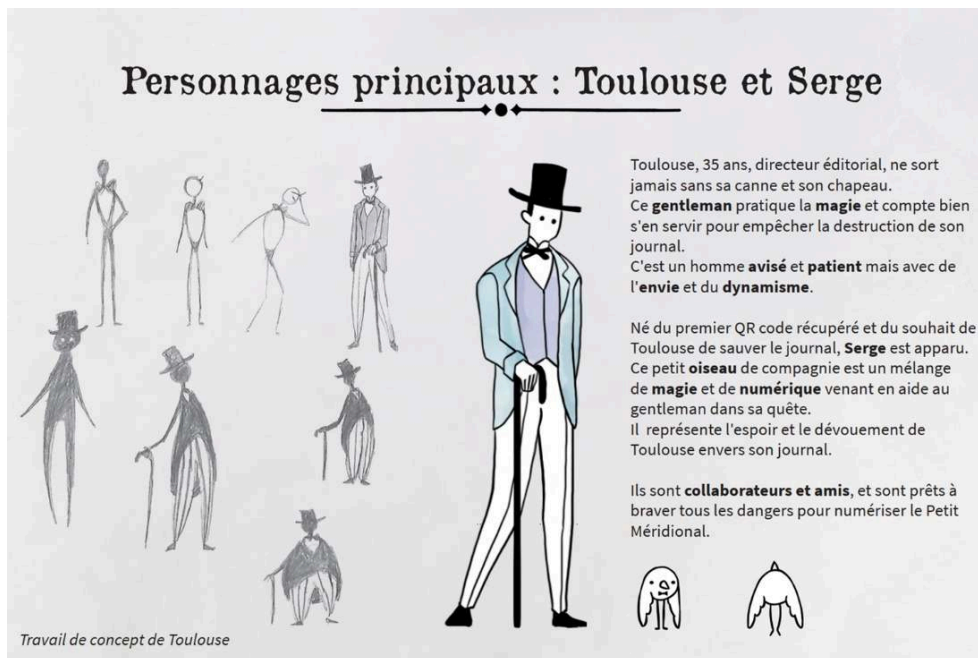 Personnages principaux : Toulouse et Serge
Toulouse, 35 ans, directeur éditorial, ne sort
jamais sans sa canne et son chapeau.
Ce gentleman pratique la magie et compte bien
s'en servir pour empêcher la destruction de son
journal.
C'est un homme avisé et patient mais avec de
l'envie et du dynamisme.
Né du premier QR code récupéré et du souhait de
Toulouse de sauver le journal, Serge est apparu.
Ce petit oiseau de compagnie est un mélange
de magie et de numérique venant en aide au
gentleman dans sa quête.
Il représente l'espoir et le dévouement de
Toulouse envers son journal.
Ils sont collaborateurs et amis, et sont prêts à
braver tous les dangers pour numériser le Petit
Méridional.
Travail de concept de Toulouse